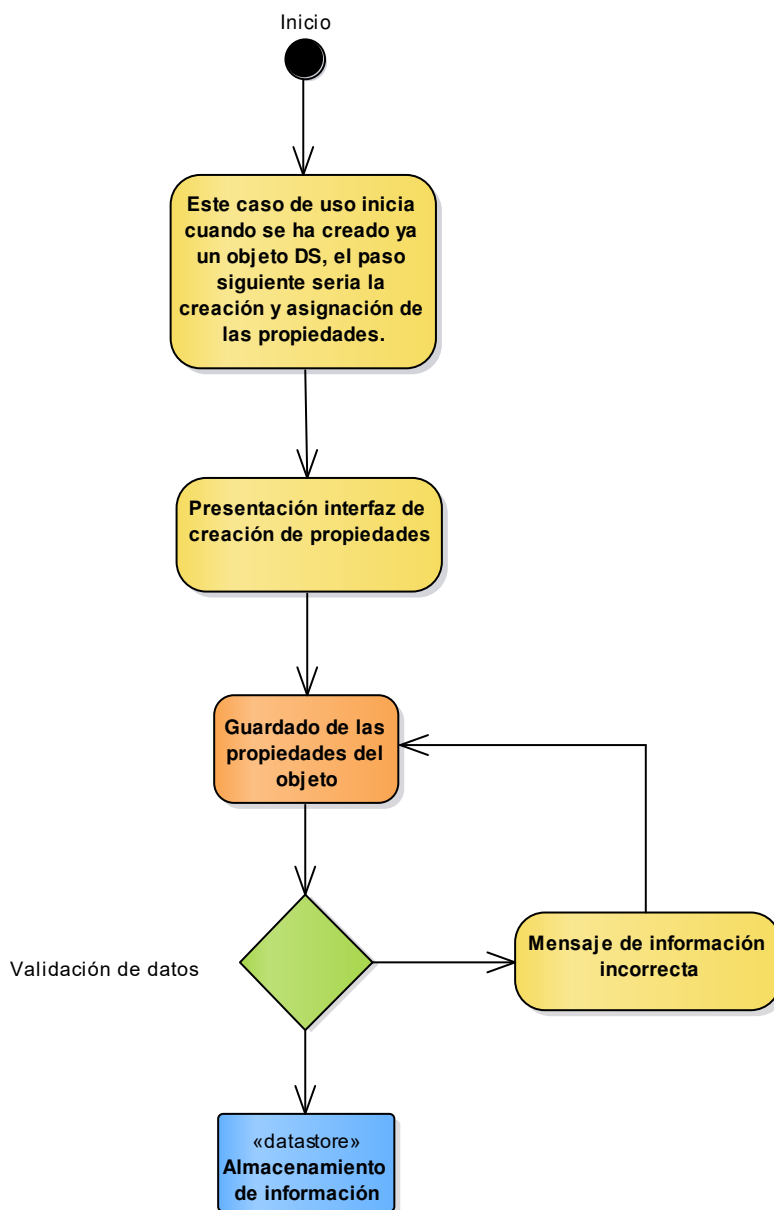 Inicio
Este caso de uso inicia
cuando se ha creado ya
un objeto DS, el paso
siguiente seria la
creación y asignación de
las propiedades.
Presentación interfaz de
creación de propiedades
Guardado de las
propiedades del
objeto
Validación de datos
Mensaje de información
incorrecta
«datastore»
Almacenamiento
de información